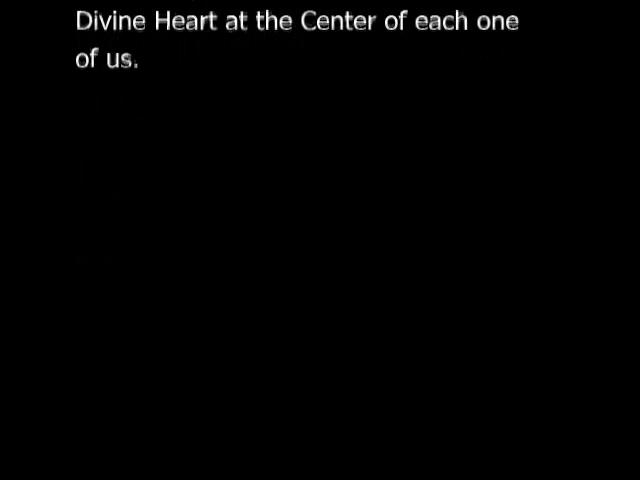 Divine Heart at the Center of each one
of us.